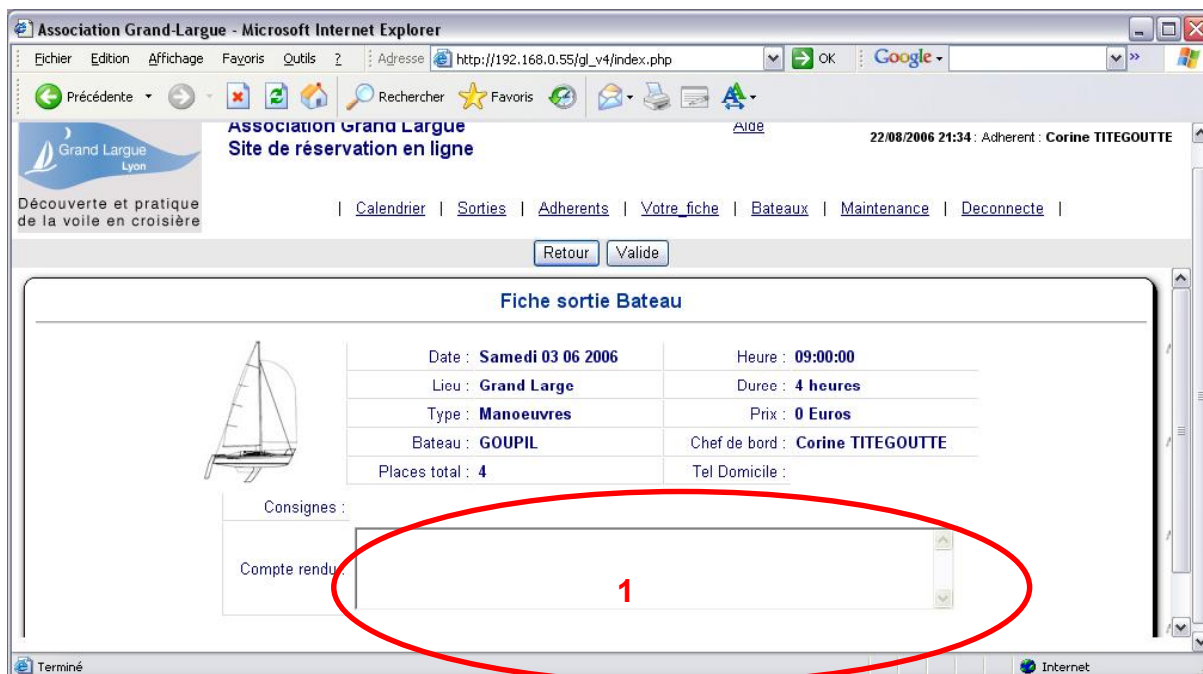 Association Grand-Largue - Microsoft Internet Explorer
Fichier Edition Affichage Favoris Outils ? Adresse http://192.168.0.55/gl_v4/index.php OK Google »
Précédente Rechercher Favoris
Grand Largue
Lyon
Découverte et pratique
de la voile en croisière
Association Grand Largue
Site de réservation en ligne
Aide
22/08/2006 21:34 : Adherent : Corine TITEGOUTTE
| Calendrier | Sorties | Adherents | Votre_fiche | Bateaux | Maintenance | Deconnecte |
Retour Valide
Fiche sortie Bateau
Date : Samedi 03 06 2006 Heure : 09:00:00
Lieu : Grand Large Duree : 4 heures
Type : Manoeuvres Prix : 0 Euros
Bateau : GOUPIL Chef de bord : Corine TITEGOUTTE
Places total : 4 Tel Domicile :
Consignes :
Compte rendu :
1
Terminé Internet